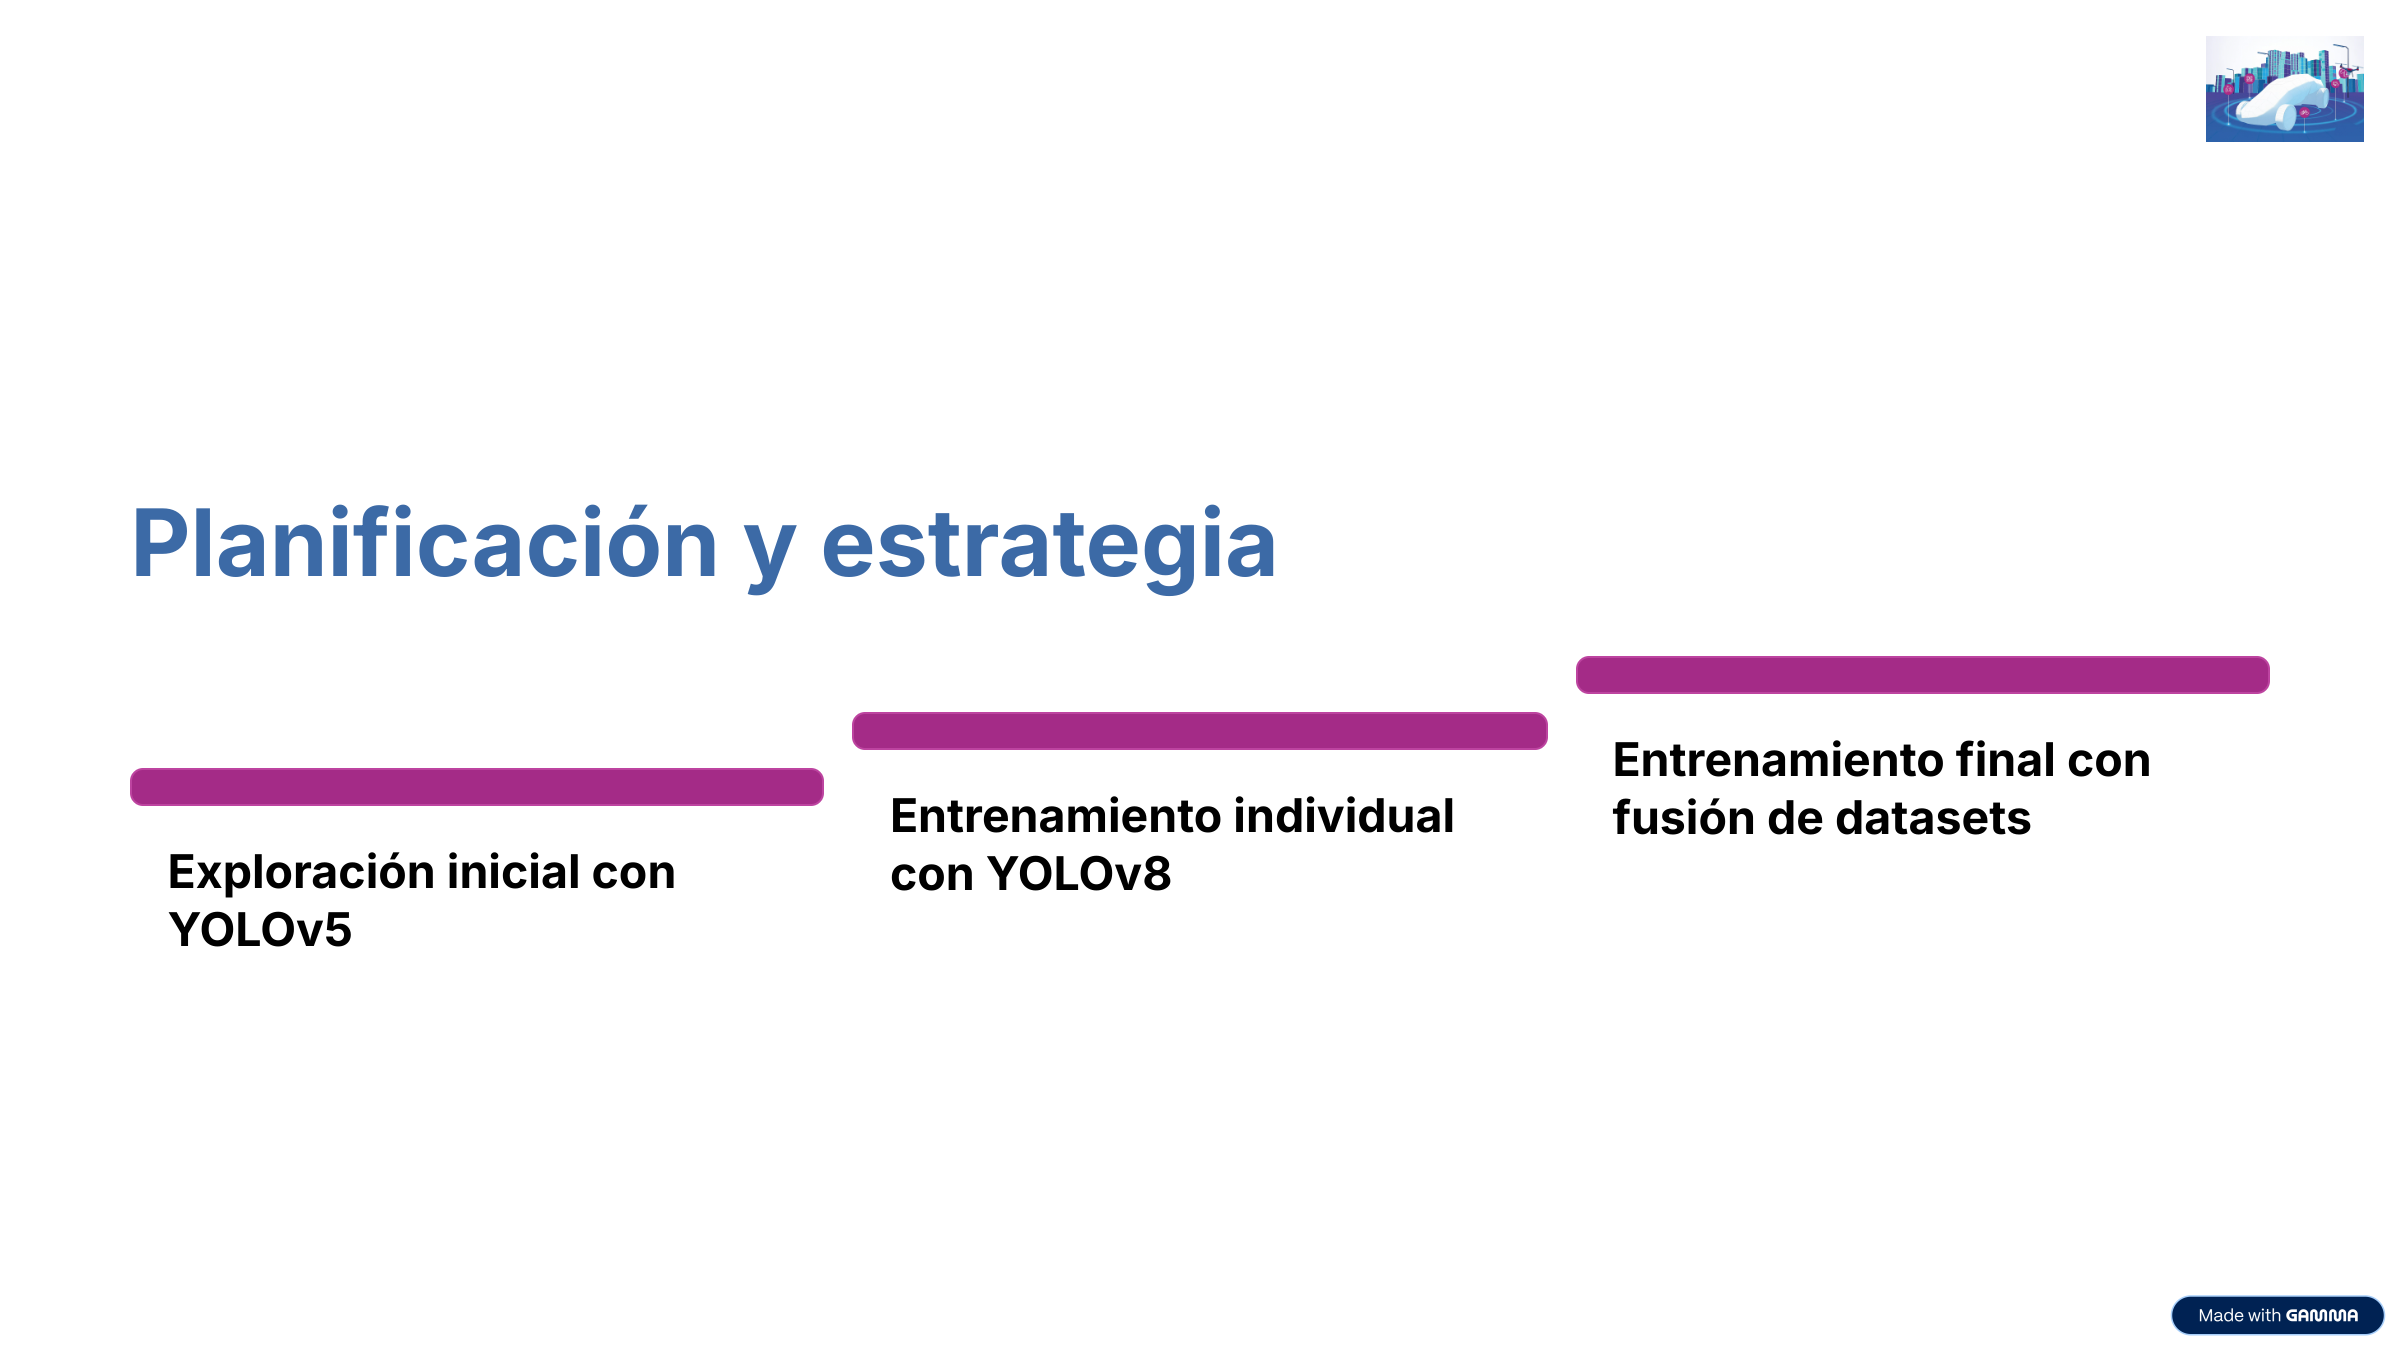 Planificación y estrategia
Exploración inicial con
YOLOv5
Entrenamiento individual
con YOLOv8
Entrenamiento final con
fusión de datasets
Made with GAMMA